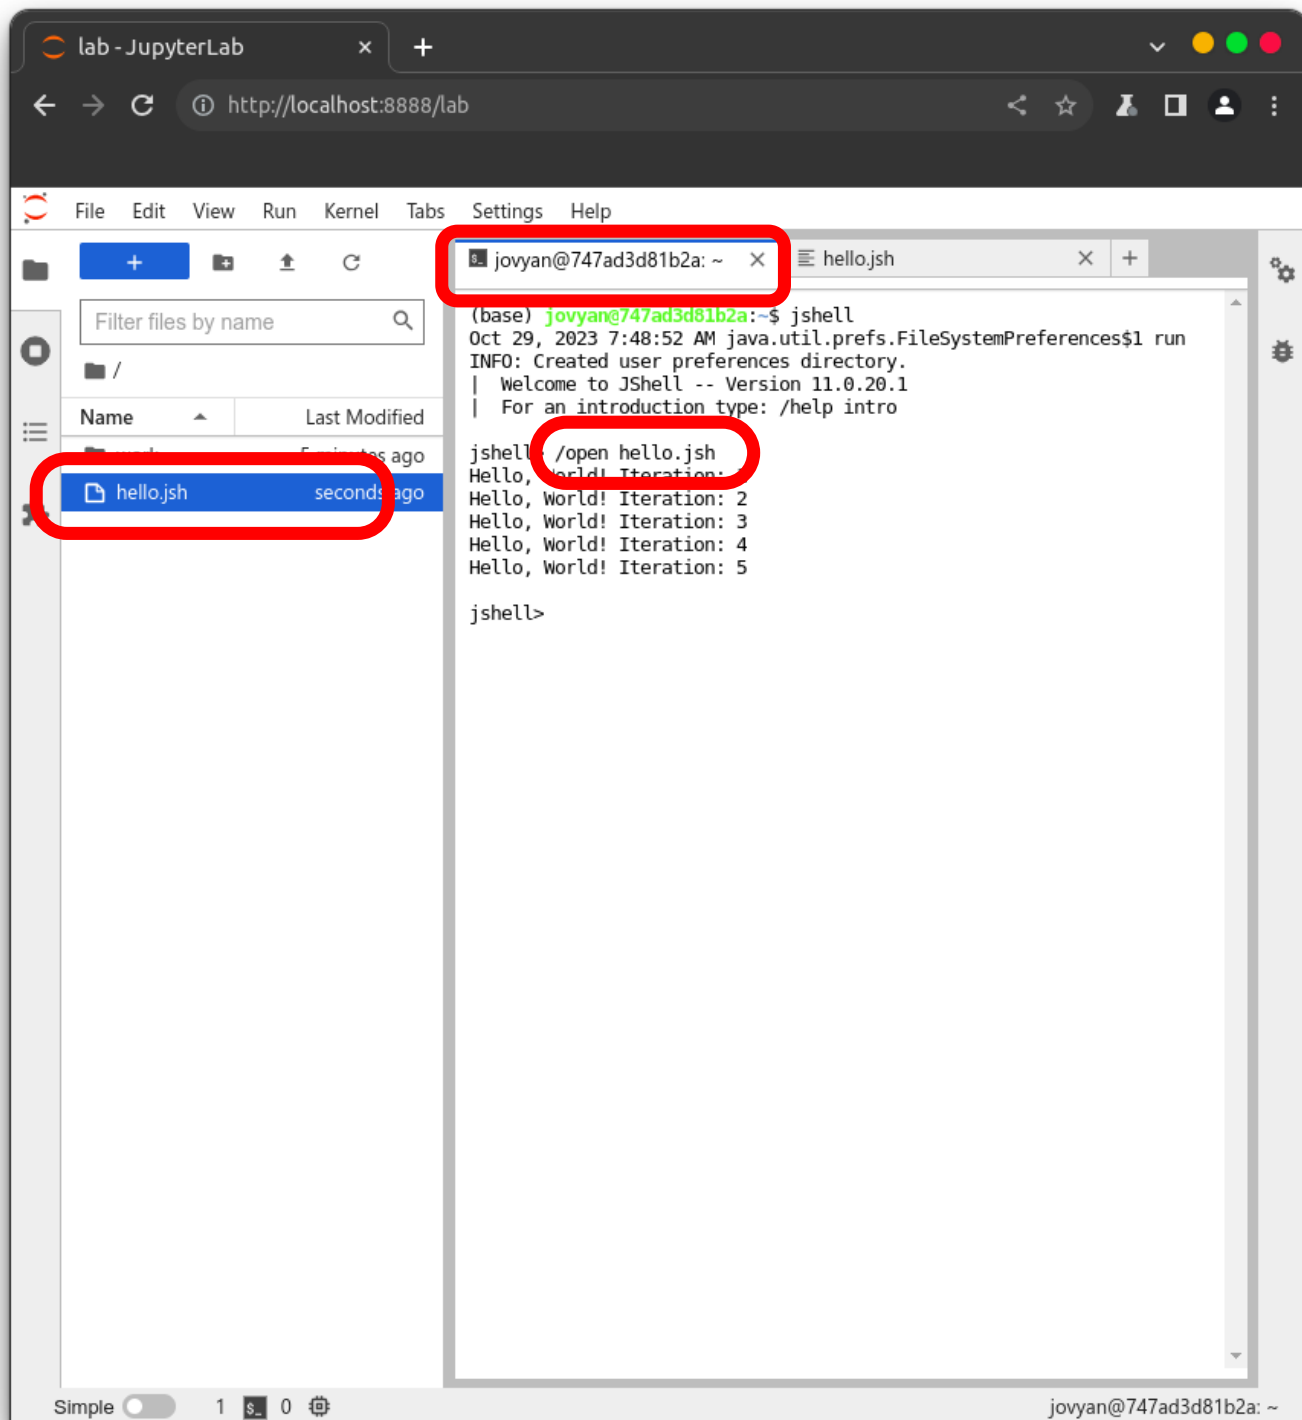 lab - JupyterLab
http://localhost:8888/lab
File Edit View Run Kernel Tabs Settings Help
jovyan@747ad3d81b2a: ~
hello.jsh
Filter files by name
/
Name Last Modified
5 minutes ago
hello.jsh seconds ago
(base) jovyan@747ad3d81b2a:~$ jshell
Oct 29, 2023 7:48:52 AM java.util.prefs.FileSystemPreferences$1 run
INFO: Created user preferences directory.
| Welcome to JShell -- Version 11.0.20.1
| For an introduction type: /help intro
jshell> /open hello.jsh
Hello, World! Iteration:
Hello, World! Iteration: 2
Hello, World! Iteration: 3
Hello, World! Iteration: 4
Hello, World! Iteration: 5
jshell>
Simple 1 $_ 0
jovyan@747ad3d81b2a: ~